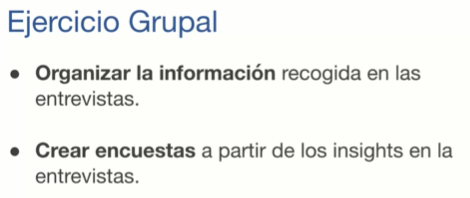 Ejercicio Grupal
● Organizar la información recogida en las
entrevistas.
● Crear encuestas a partir de los insights en la
entrevistas.